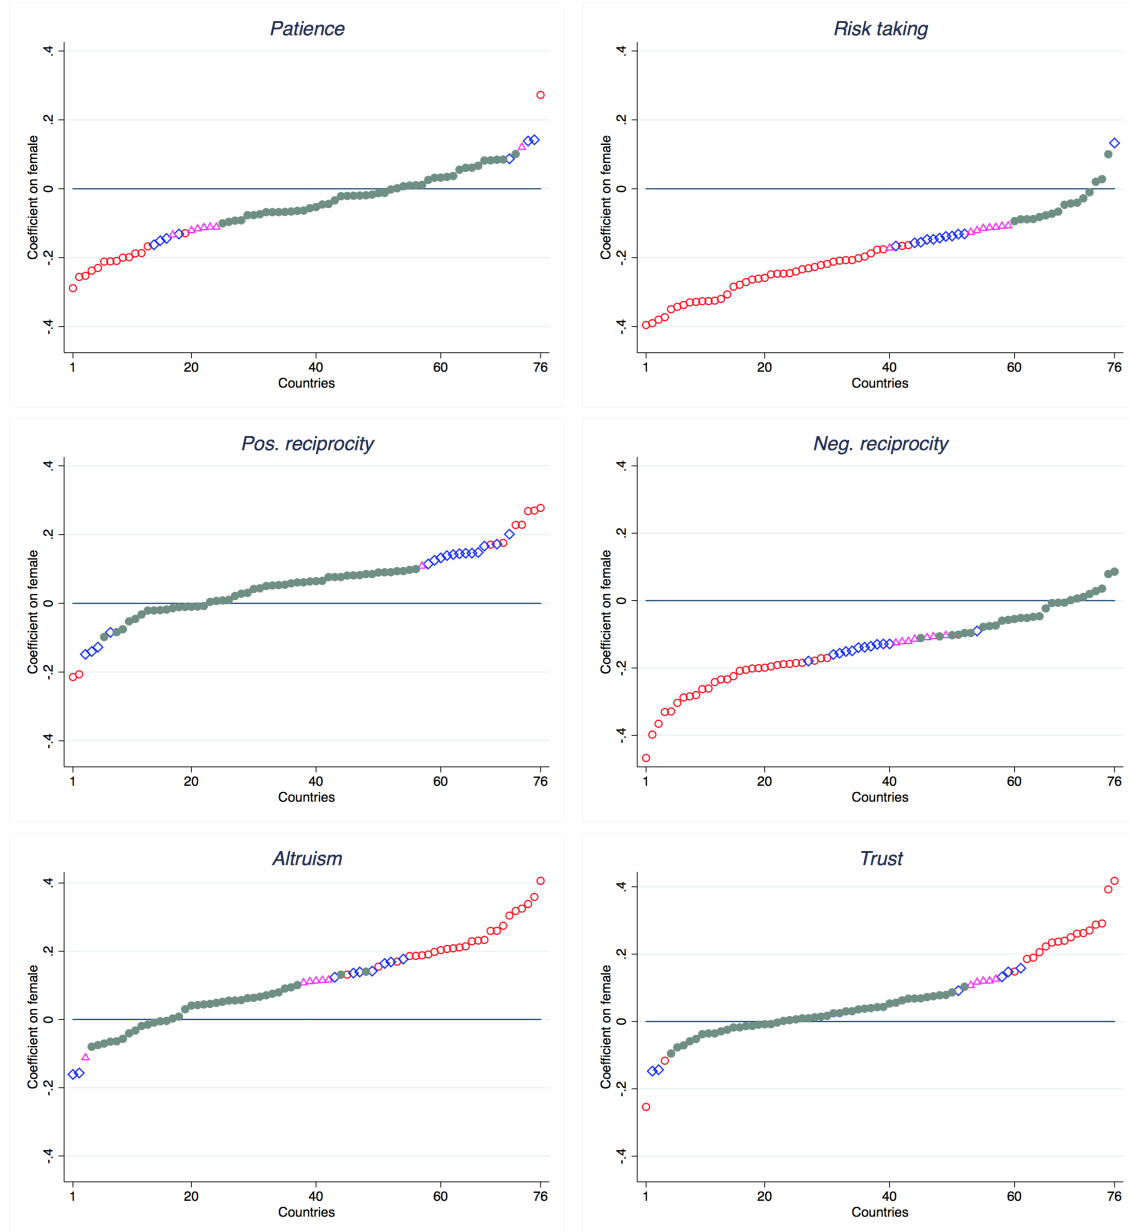 Patience
Coefficient on female
.4
.2
0
-.2
-.4
1 20 40 60 76
Countries
Risk taking
Coefficient on female
.4
.2
0
-.2
-.4
1 20 40 60 76
Countries
Pos. reciprocity
Coefficient on female
.4
.2
0
-.2
-.4
1 20 40 60 76
Countries
Neg. reciprocity
Coefficient on female
.4
.2
0
-.2
-.4
1 20 40 60 76
Countries
Altruism
Coefficient on female
.4
.2
0
-.2
-.4
1 20 40 60 76
Countries
Trust
Coefficient on female
.4
.2
0
-.2
-.4
1 20 40 60 76
Countries